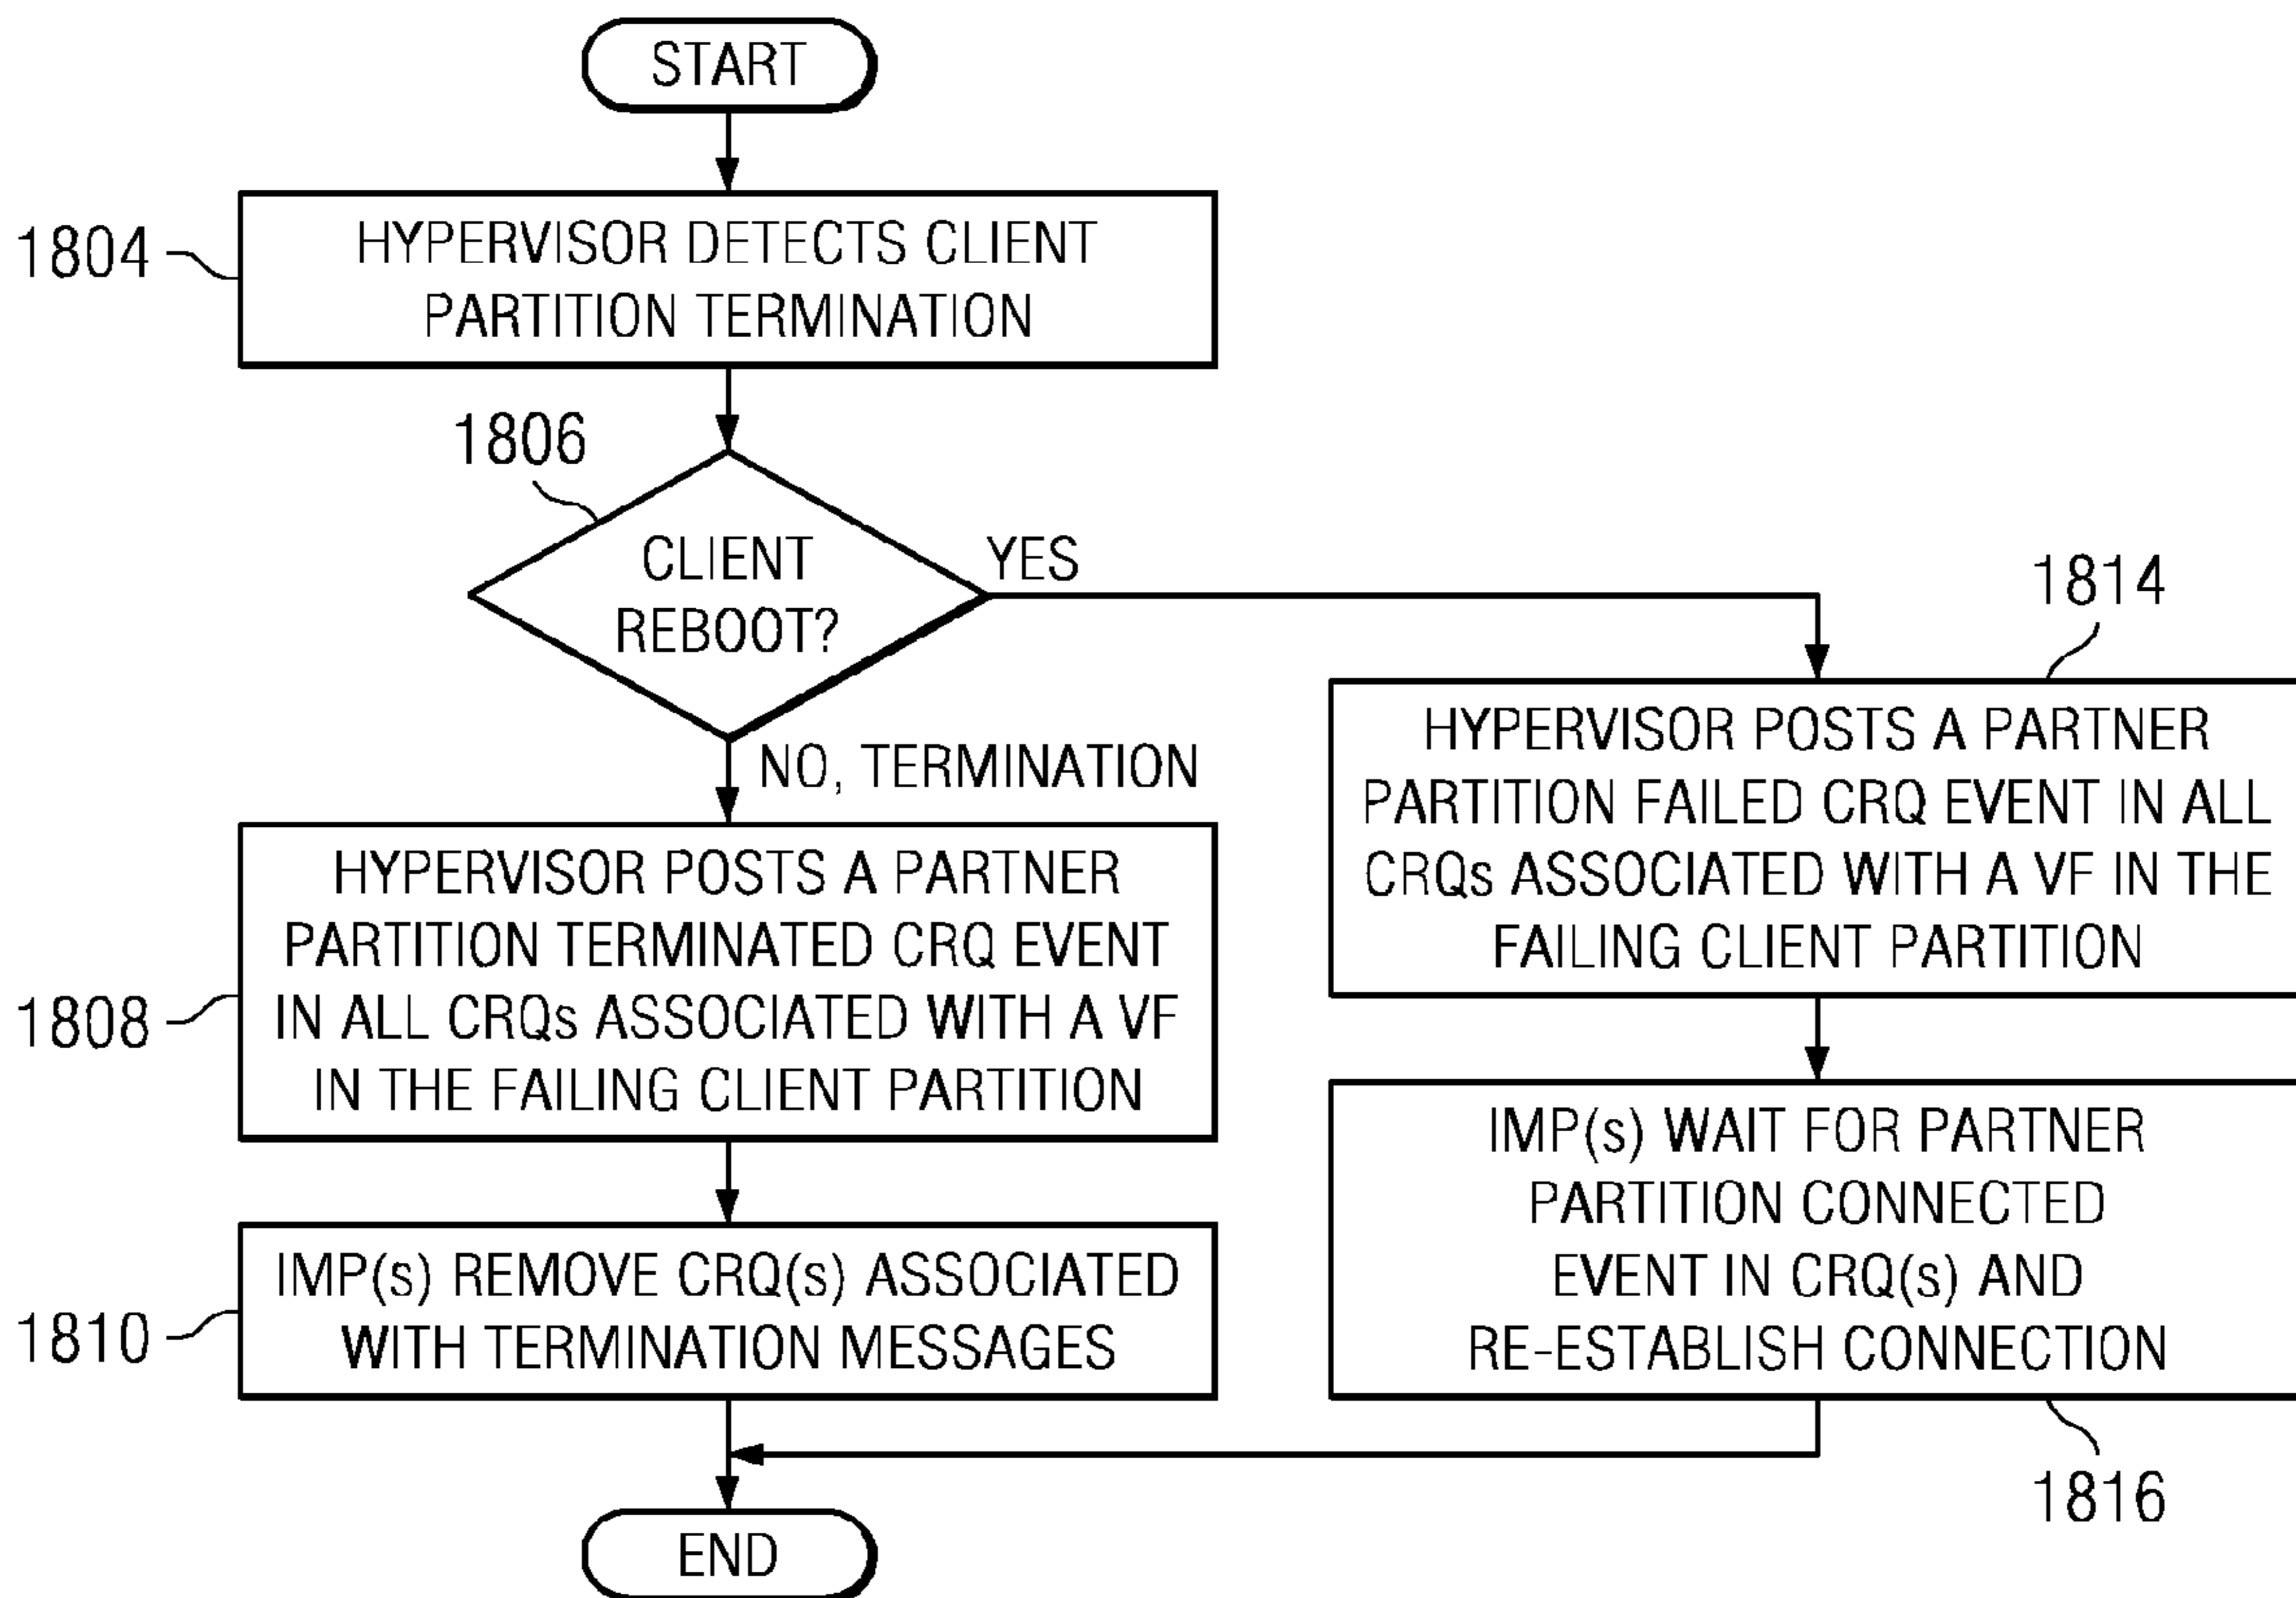 START
1804
HYPERVISOR DETECTS CLIENT
PARTITION TERMINATION
1806
CLIENT
REBOOT?
YES
NO, TERMINATION
1808
HYPERVISOR POSTS A PARTNER
PARTITION TERMINATED CRQ EVENT
IN ALL CRQs ASSOCIATED WITH A VF
IN THE FAILING CLIENT PARTITION
1810
IMP(s) REMOVE CRQ(s) ASSOCIATED
WITH TERMINATION MESSAGES
1814
HYPERVISOR POSTS A PARTNER
PARTITION FAILED CRQ EVENT IN ALL
CRQs ASSOCIATED WITH A VF IN THE
FAILING CLIENT PARTITION
IMP(s) WAIT FOR PARTNER
PARTITION CONNECTED
EVENT IN CRQ(s) AND
RE-ESTABLISH CONNECTION
1816
END